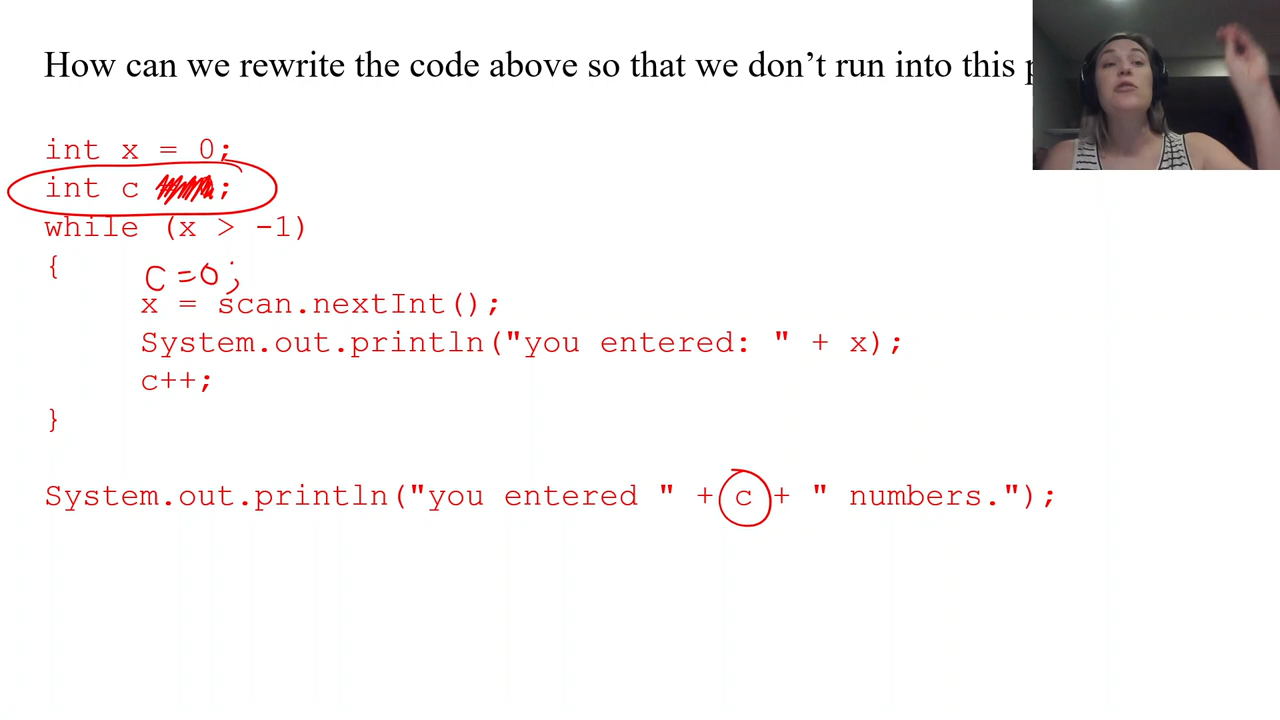 How can we rewrite the code above so that we don't run into this
int x = 0;
int c ;
while (x > -1)
{
C = 0;
x = scan.nextInt();
System.out.println("you entered: " + x);
c++;
}
System.out.println("you entered " + c + " numbers.");